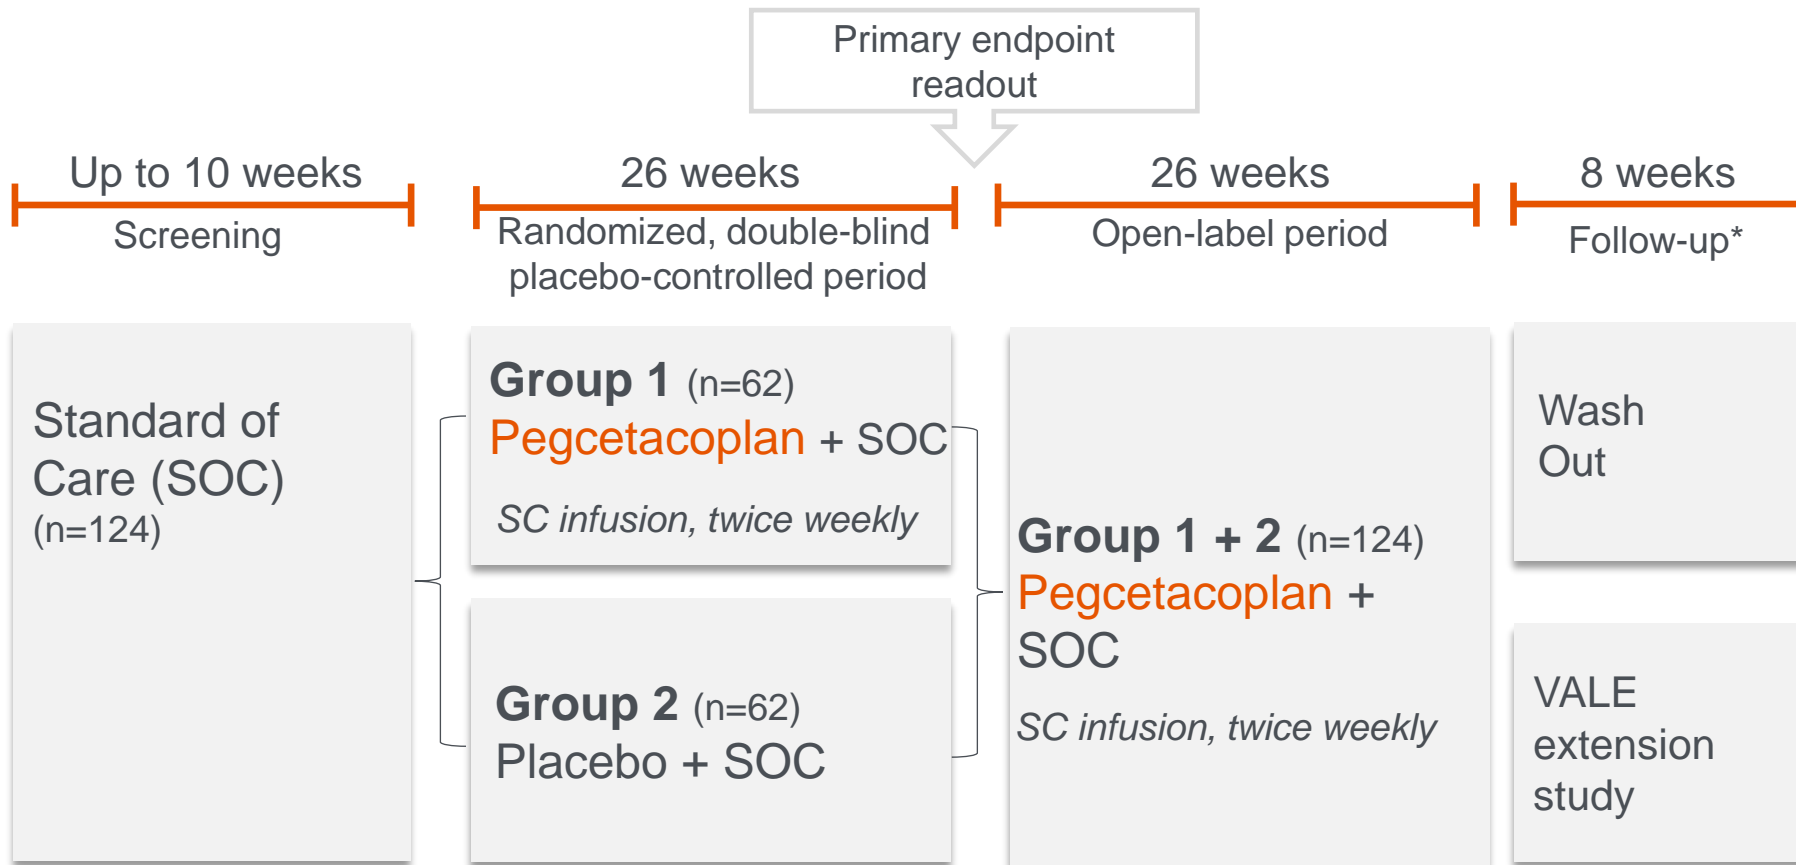 Primary endpoint
readout
Up to 10 weeks
Screening
26 weeks
Randomized, double-blind
placebo-controlled period
26 weeks
Open-label period
8 weeks
Follow-up*
Standard of
Care (SOC)
(n=124)
Group 1 (n=62)
Pegcetacoplan + SOC
SC infusion, twice weekly
Group 2 (n=62)
Placebo + SOC
Group 1 + 2 (n=124)
Pegcetacoplan +
SOC
SC infusion, twice weekly
Wash
Out
VALE
extension
study